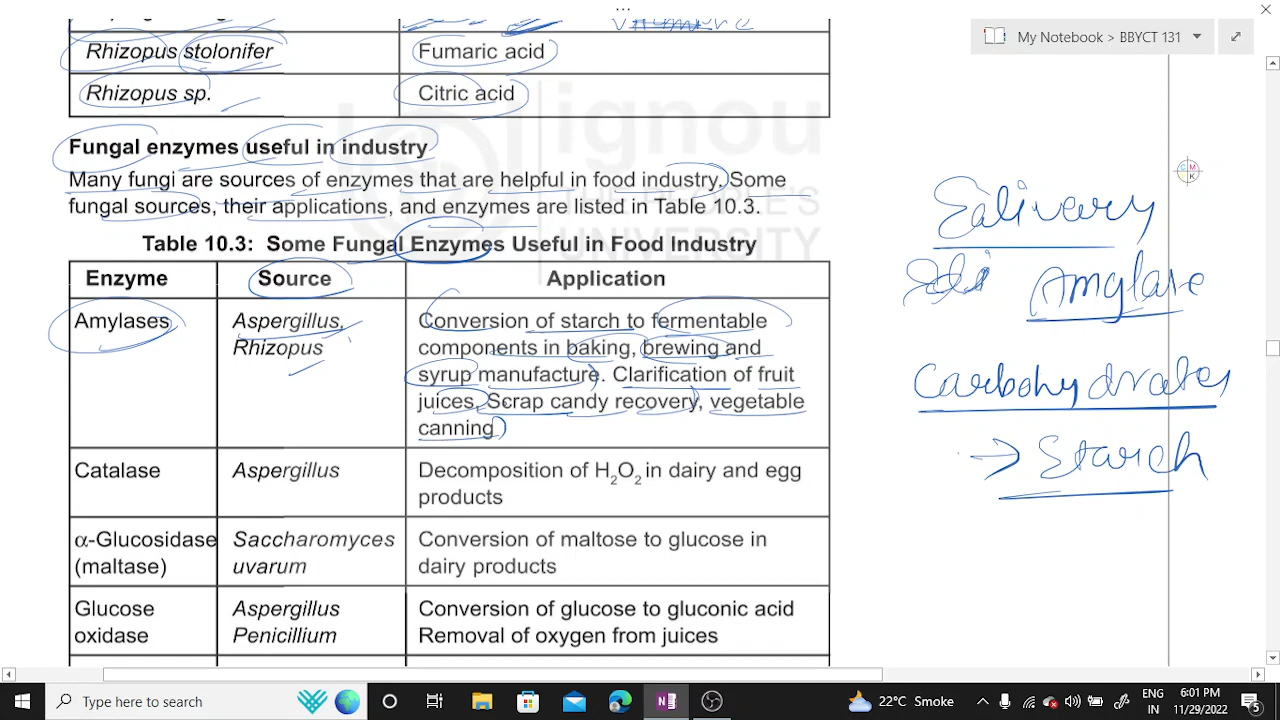 My Notebook > BBYCT 131
Rhizopus stolonifer Fumaric acid
Rhizopus sp. Citric acid
ignou
THE PEOPLE'S
UNIVERSITY
Fungal enzymes useful in industry
Many fungi are sources of enzymes that are helpful in food industry. Some
fungal sources, their applications, and enzymes are listed in Table 10.3.
Table 10.3: Some Fungal Enzymes Useful in Food Industry
Enzyme Source Application
Amylases Aspergillus, Conversion of starch to fermentable
Rhizopus components in baking, brewing and
syrup manufacture. Clarification of fruit
juices, Scrap candy recovery, vegetable
canning
Catalase Aspergillus Decomposition of H₂O₂ in dairy and egg
products
α-Glucosidase Saccharomyces Conversion of maltose to glucose in
(maltase) uvarum dairy products
Glucose Aspergillus Conversion of glucose to gluconic acid
oxidase Penicillium Removal of oxygen from juices
Salivary
Amylase
Carbohydrates
→ Starch
Type here to search
22°C Smoke
ENG
IN
6:01 PM
11/29/2022
5